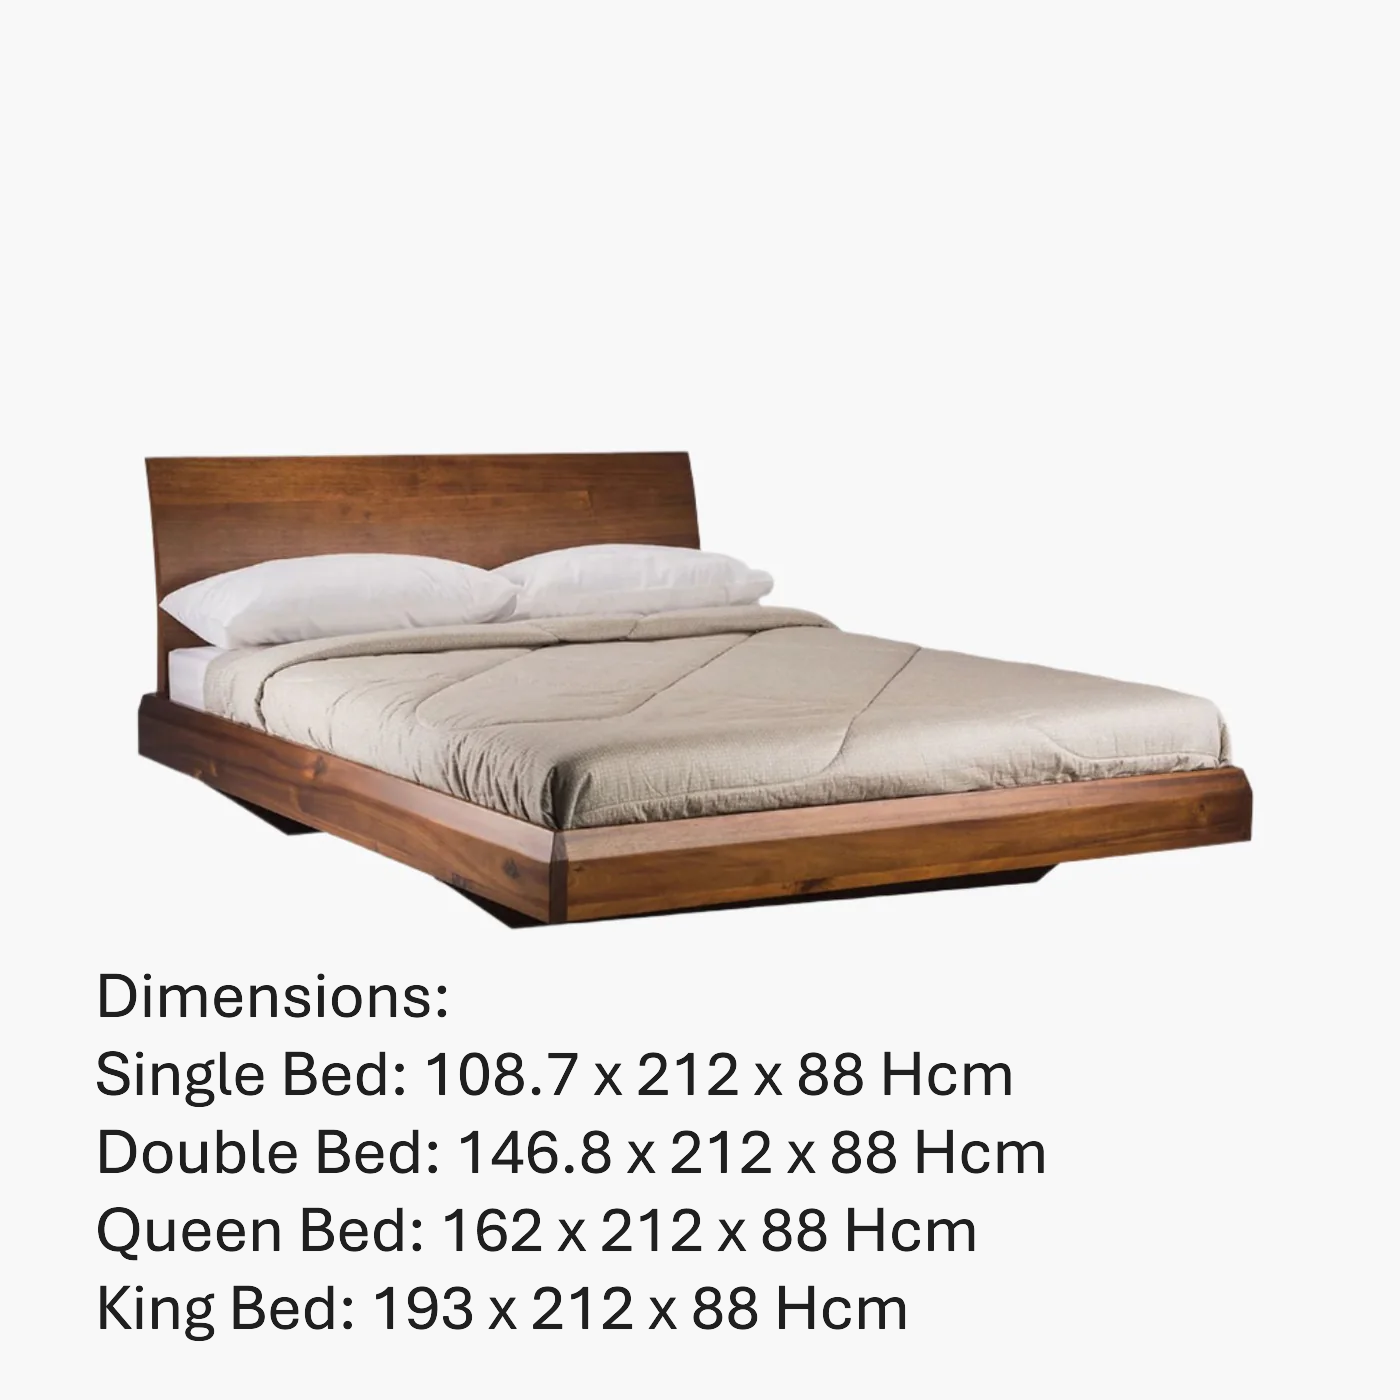 Dimensions:
Single Bed: 108.7 x 212 x 88 Hcm
Double Bed: 146.8 x 212 x 88 Hcm
Queen Bed: 162 x 212 x 88 Hcm
King Bed: 193 x 212 x 88 Hcm